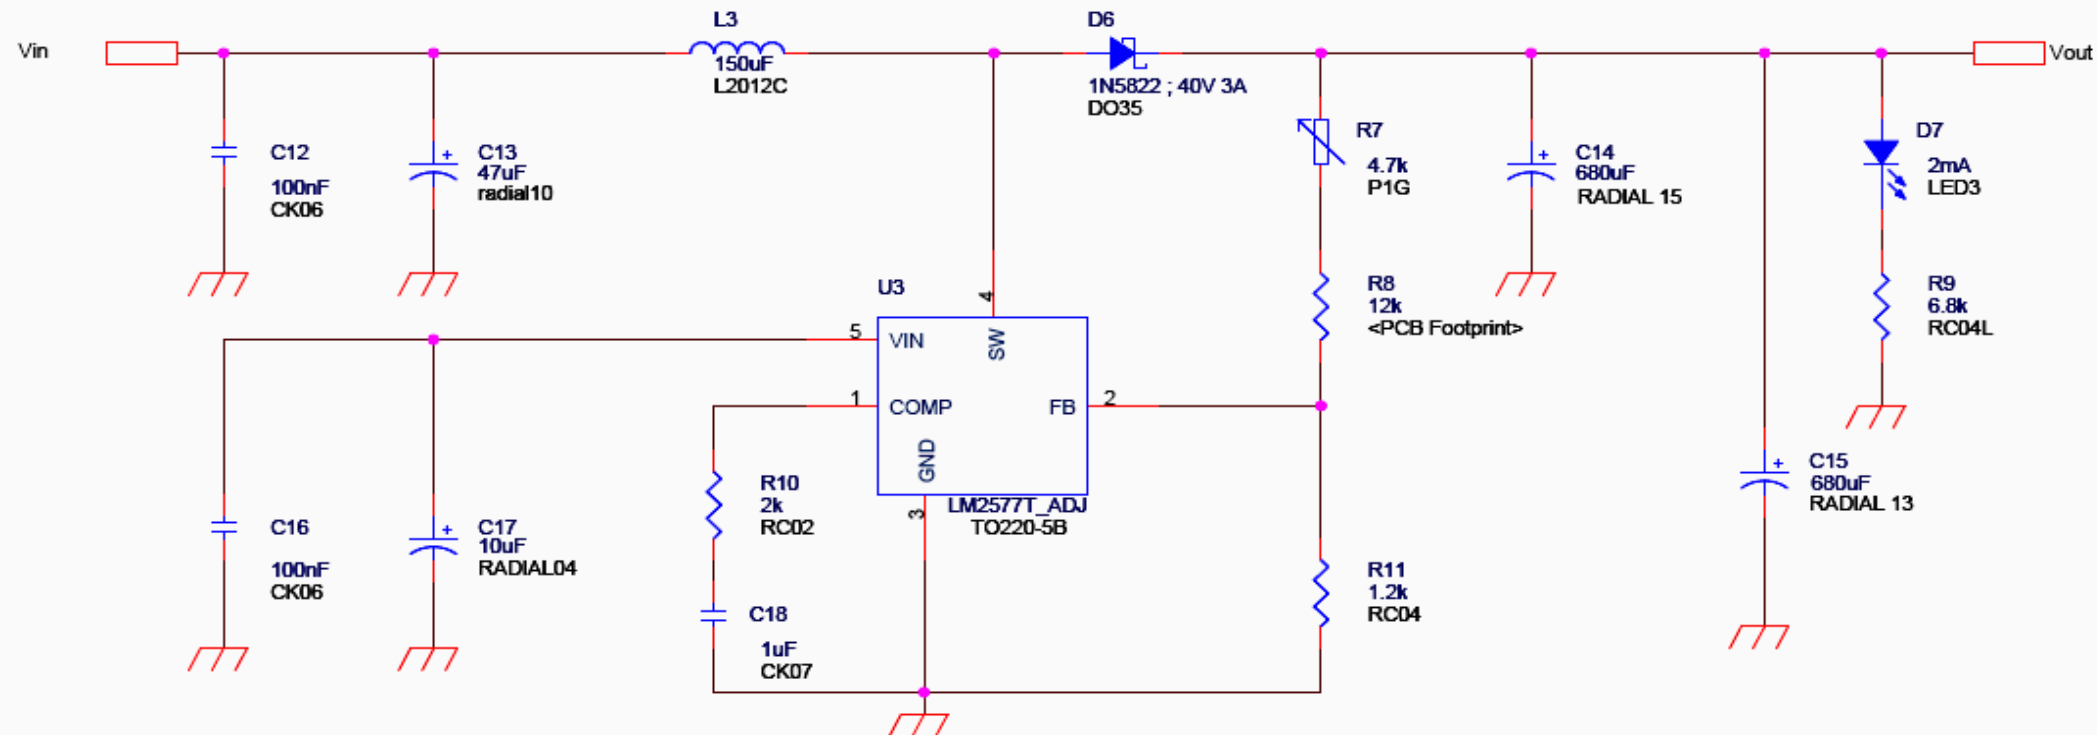 Vin
L3
150uF
L2012C
D6
1N5822 ; 40V 3A
DO35
Vout
C12
100nF
CK06
C13
47uF
radial10
R7
4.7k
P1G
C14
680uF
RADIAL 15
D7
2mA
LED3
U3
4
R8
12k
<PCB Footprint>
R9
6.8k
RC04L
5
VIN
SW
1
COMP
FB
2
GND
3
LM2577T_ADJ
TO220-5B
C15
680uF
RADIAL 13
R10
2k
RC02
C16
100nF
CK06
C17
10uF
RADIAL04
R11
1.2k
RC04
C18
1uF
CK07